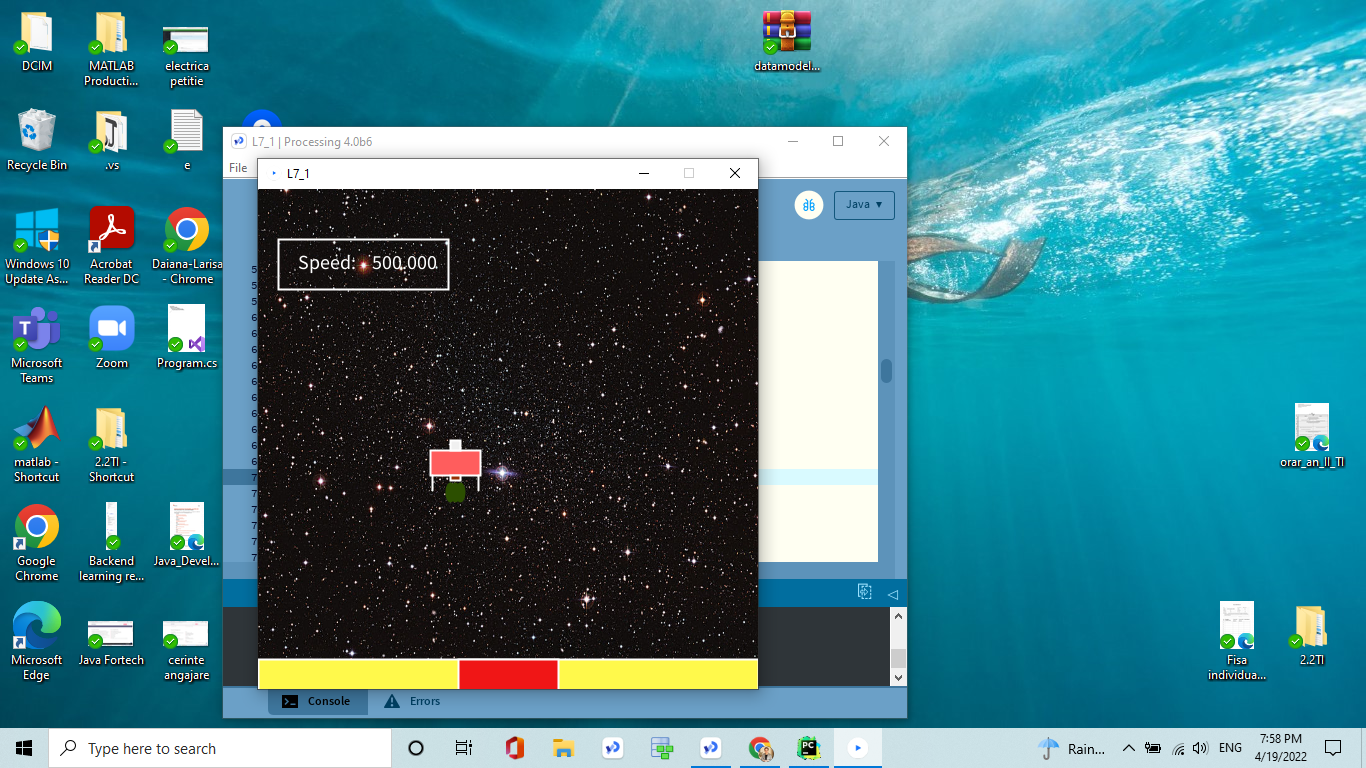 DCIM
MATLAB
Producti...
electrica
petitie
datamodel...
Recycle Bin
.vs
e
L7_1 | Processing 4.0b6
File
L7_1
Java ▾
Speed: 500.000
Windows 10
Update As...
Acrobat
Reader DC
Daiana-Larisa
- Chrome
Microsoft
Teams
Zoom
Program.cs
matlab -
Shortcut
2.2TI -
Shortcut
orar_an_II_TI
Google
Chrome
Backend
learning re...
Java_Devel...
Microsoft
Edge
Java Fortech
cerinte
angajare
Fisa
individua...
2.2TI
Console
Errors
Type here to search
Rain...
ENG
7:58 PM
4/19/2022